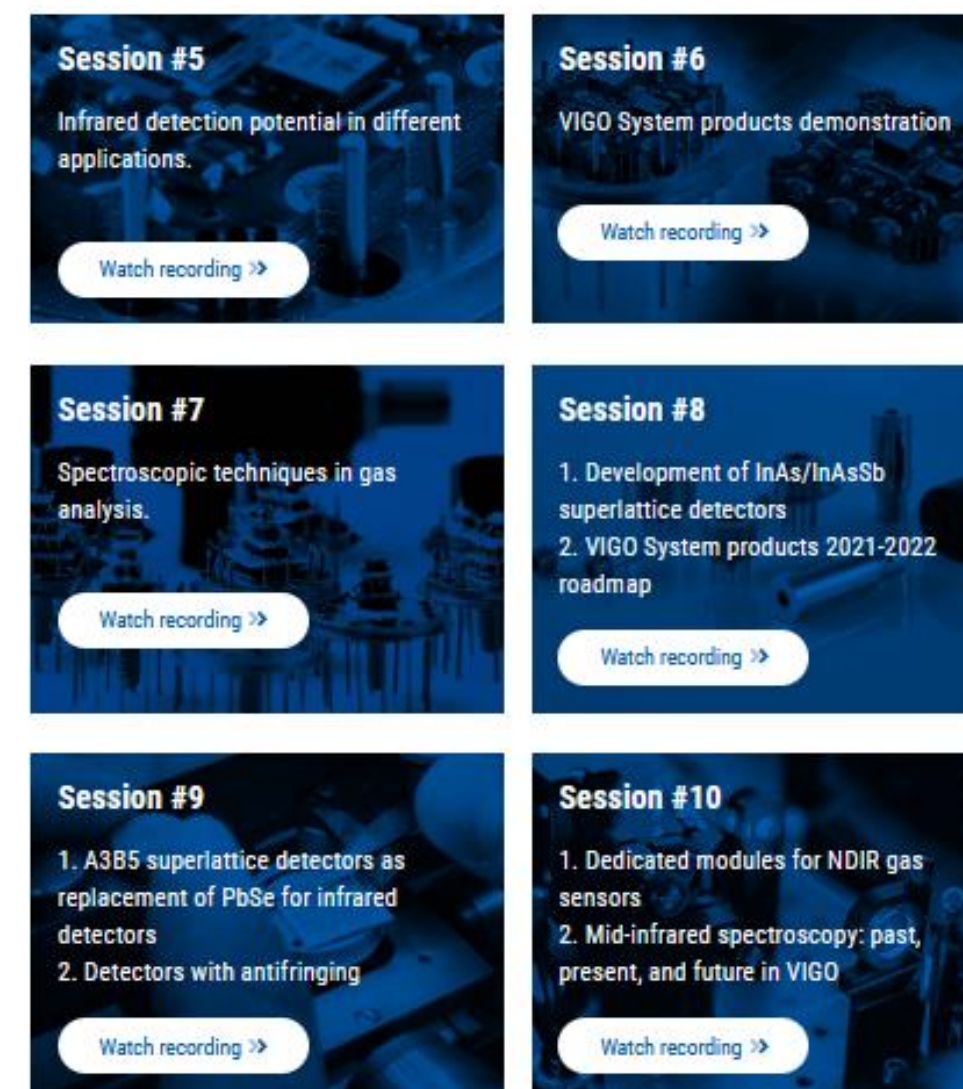 Session #5
Infrared detection potential in different
applications.
Watch recording »
Session #6
VIGO System products demonstration
Watch recording »
Session #7
Spectroscopic techniques in gas
analysis.
Watch recording »
Session #8
1. Development of InAs/InAsSb
superlattice detectors
2. VIGO System products 2021-2022
roadmap
Watch recording »
Session #9
1. A3B5 superlattice detectors as
replacement of PbSe for infrared
detectors
2. Detectors with antifringing
Watch recording »
Session #10
1. Dedicated modules for NDIR gas
sensors
2. Mid-infrared spectroscopy: past,
present, and future in VIGO
Watch recording »